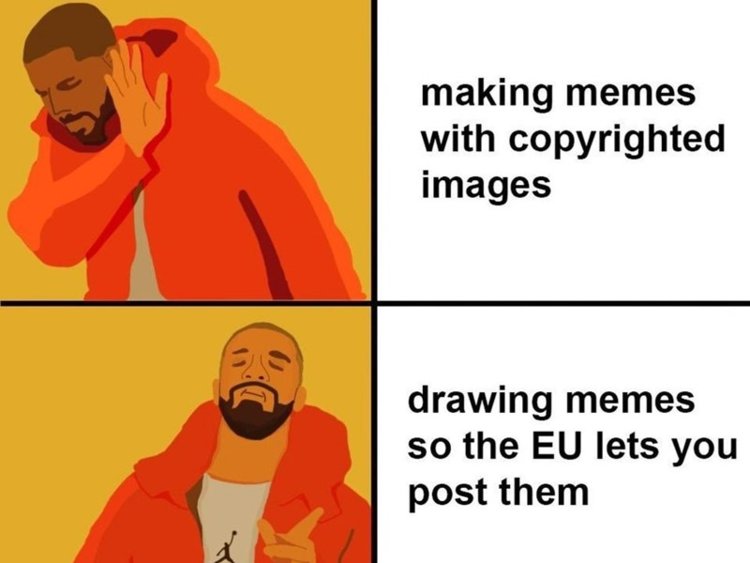 making memes
with copyrighted
images
drawing memes
so the EU lets you
post them